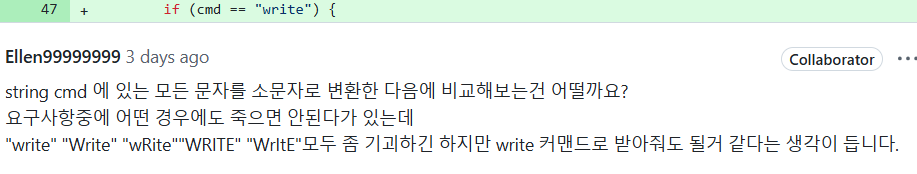 47 + if (cmd == "write") {
Ellen99999999 3 days ago Collaborator ...
string cmd 에 있는 모든 문자를 소문자로 변환한 다음에 비교해보는건 어떨까요?
요구사항중에 어떤 경우에도 죽으면 안된다가 있는데
"write" "Write" "wRite""WRITE" "WrItE"모두 좀 기괴하긴 하지만 write 커맨드로 받아줘도 될거 같다는 생각이 듭니다.